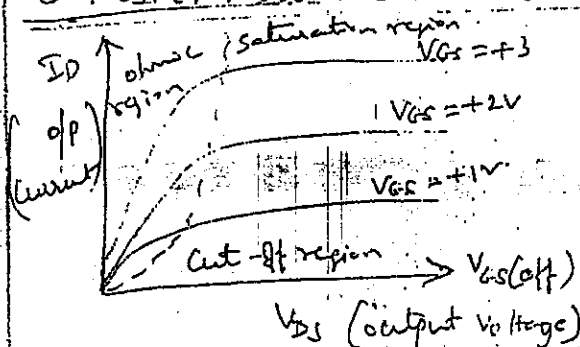 ID
(o/p
current)
ohmic
region
saturation region
VGS = +3
VGS = +2V
VGS = +1V
Cut-off region
VGS(off)
VDS (output voltage)